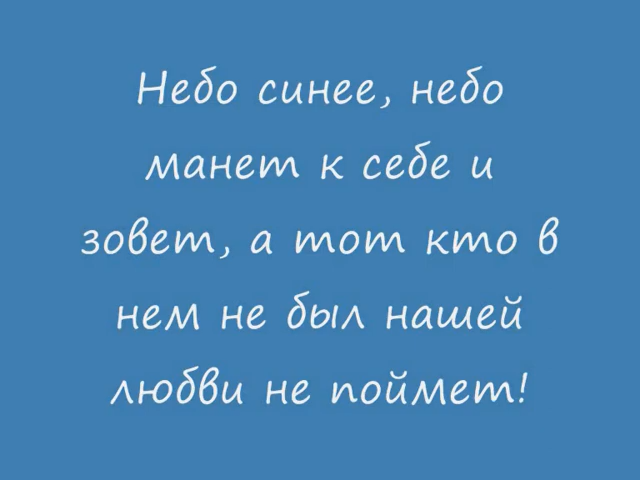 Небо синее, небо
манет к себе и
зовет, а тот кто в
нем не был нашей
любви не поймет!